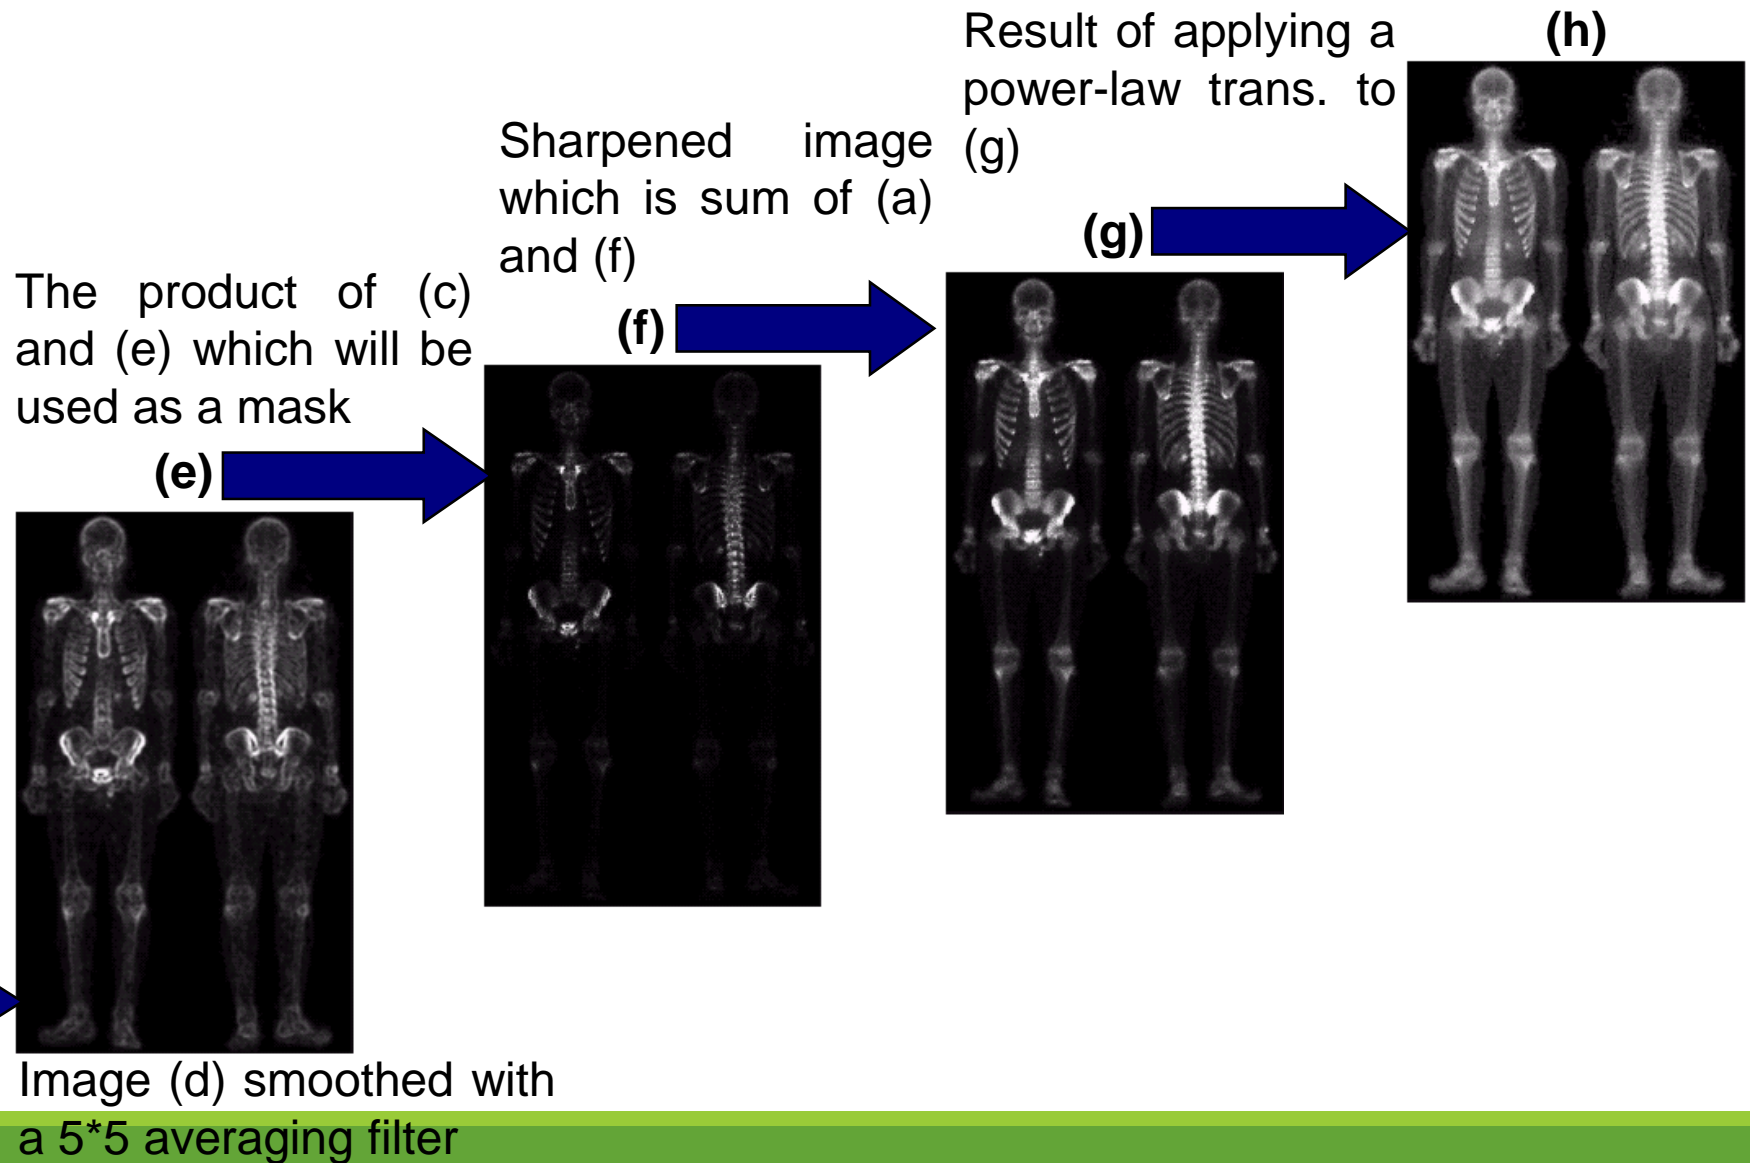 The product of (c)
and (e) which will be
used as a mask
(e)
Image (d) smoothed with
a 5*5 averaging filter
Sharpened image
which is sum of (a)
and (f)
(f)
Result of applying a
power-law trans. to
(g)
(g)
(h)